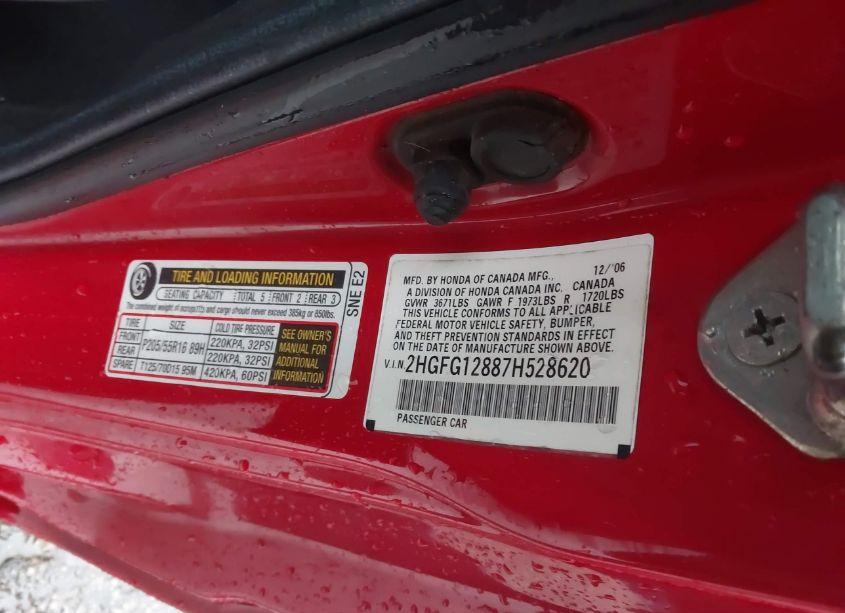 TIRE AND LOADING INFORMATION
SEATING CAPACITY TOTAL 5 FRONT 2 REAR 3
The combined weight of occupants and cargo should never exceed 385kg or 850lbs.
TIRE SIZE COLD TIRE PRESSURE
FRONT P205/55R16 89H 220KPA, 32PSI
REAR 220KPA, 32PSI
SPARE T125/70D15 95M 420KPA, 60PSI
SEE OWNER'S
MANUAL FOR
ADDITIONAL
INFORMATION
SNE E2
MFD. BY HONDA OF CANADA MFG., 12/'06
A DIVISION OF HONDA CANADA INC. CANADA
GVWR 3671LBS GAWR F 1973LBS R 1720LBS
THIS VEHICLE CONFORMS TO ALL APPLICABLE
FEDERAL MOTOR VEHICLE SAFETY, BUMPER,
AND THEFT PREVENTION STANDARDS IN EFFECT
ON THE DATE OF MANUFACTURE SHOWN ABOVE.
V.I.N. 2HGFG12887H528620
PASSENGER CAR